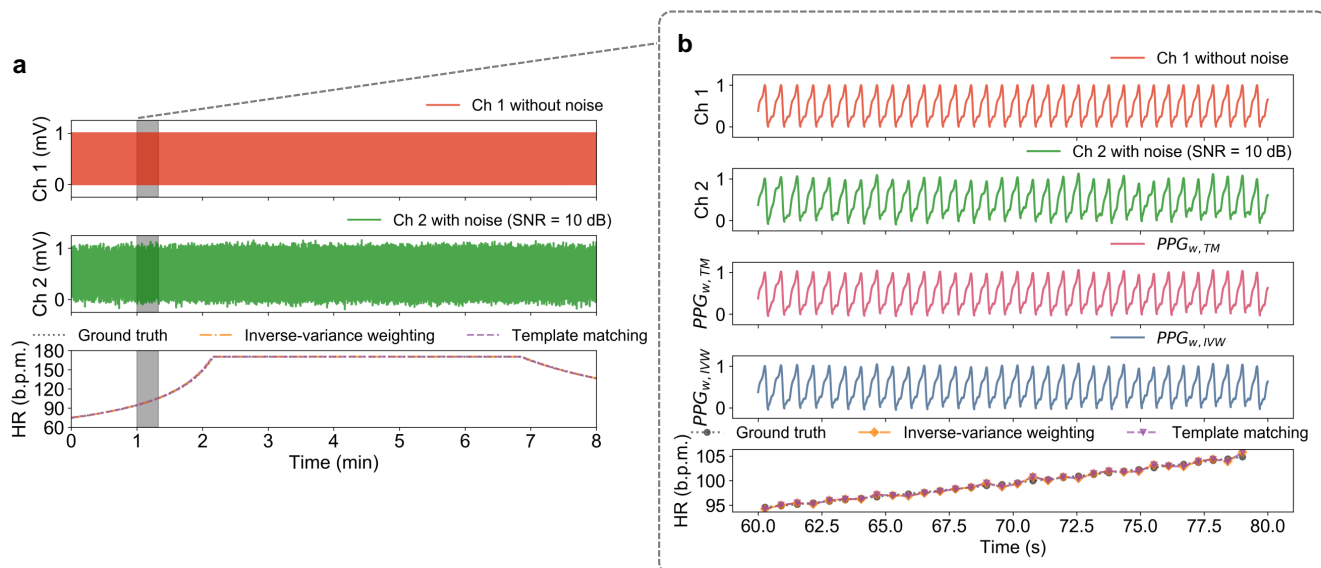 a
Ch 1 without noise
Ch 1 (mV)
1
0
Ch 2 with noise (SNR = 10 dB)
Ch 2 (mV)
1
0
Ground truth
Inverse-variance weighting
Template matching
HR (b.p.m.)
180
150
120
90
60
0 1 2 3 4 5 6 7 8
Time (min)
b
Ch 1 without noise
Ch 1
1
0
Ch 2 with noise (SNR = 10 dB)
Ch 2
1
0
PPG_{w, TM}
PPG_{w, TM}
1
0
PPG_{w, IVW}
PPG_{w, IVW}
1
0
Ground truth
Inverse-variance weighting
Template matching
HR (b.p.m.)
105
100
95
60.0 62.5 65.0 67.5 70.0 72.5 75.0 77.5 80.0
Time (s)